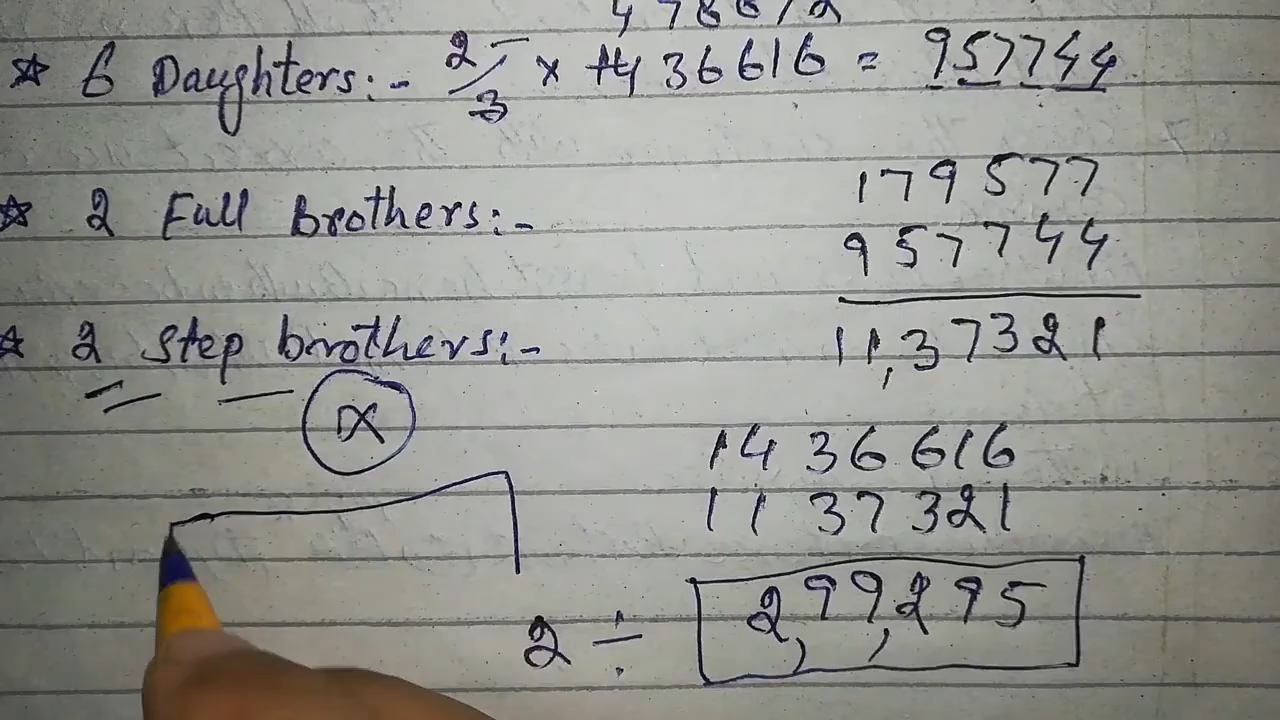 478872
☆ 6 Daughters:- 2/3 × 1436616 = 957744
179577
☆ 2 Full Brothers:-
957744
☆ 2 Step brothers:-
11,37321
∝
1436616
1137321
2 ÷ 2,99,295